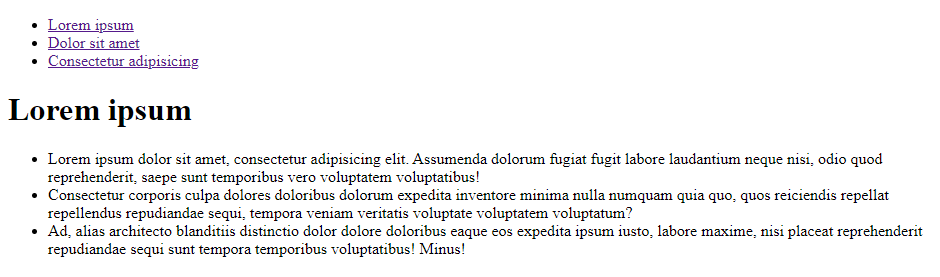 Lorem ipsum
Dolor sit amet
Consectetur adipisicing
Lorem ipsum
Lorem ipsum dolor sit amet, consectetur adipisicing elit. Assumenda dolorum fugiat fugit labore laudantium neque nisi, odio quod
reprehenderit, saepe sunt temporibus vero voluptatem voluptatibus!
Consectetur corporis culpa dolores doloribus dolorum expedita inventore minima nulla numquam quia quo, quos reiciendis repellat
repellendus repudiandae sequi, tempora veniam veritatis voluptate voluptatem voluptatum?
Ad, alias architecto blanditiis distinctio dolor dolore doloribus eaque eos expedita ipsum iusto, labore maxime, nisi placeat reprehenderit
repudiandae sequi sunt tempora temporibus voluptatibus! Minus!